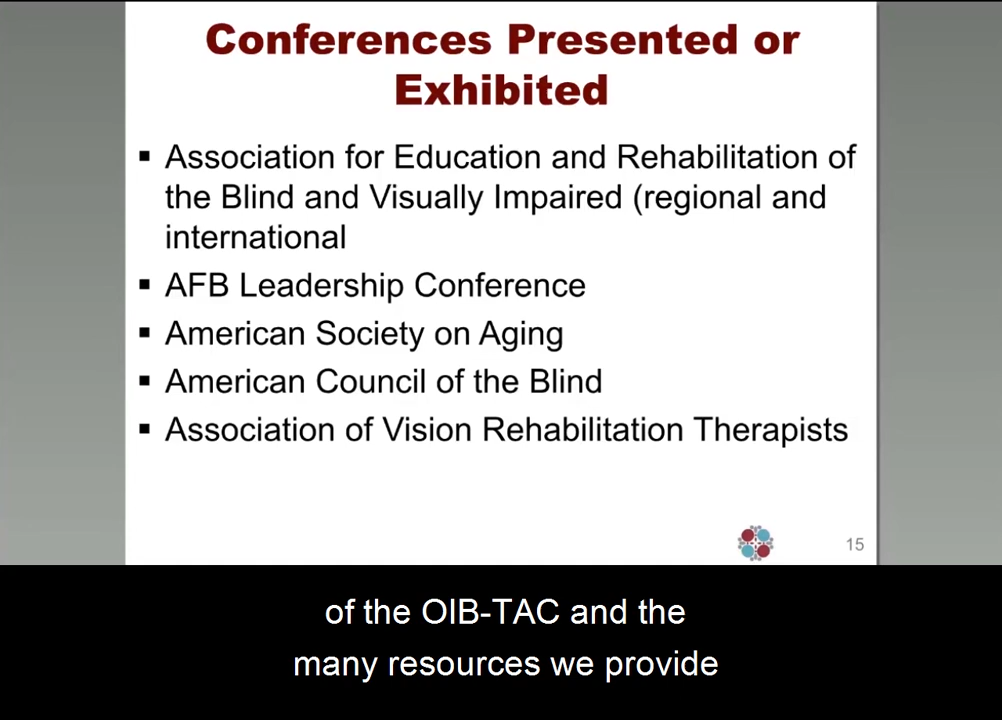 Conferences Presented or
Exhibited
▪ Association for Education and Rehabilitation of
the Blind and Visually Impaired (regional and
international
▪ AFB Leadership Conference
▪ American Society on Aging
▪ American Council of the Blind
▪ Association of Vision Rehabilitation Therapists
15
of the OIB-TAC and the
many resources we provide